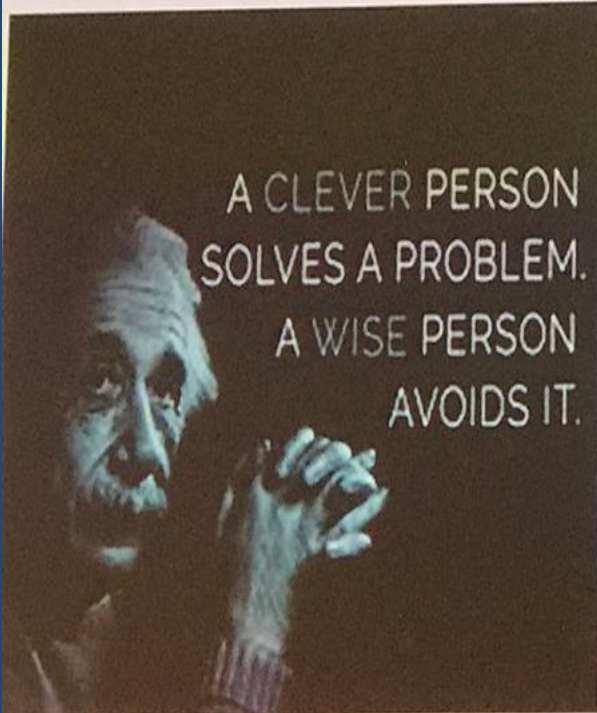 A CLEVER PERSON
SOLVES A PROBLEM.
A WISE PERSON
AVOIDS IT.